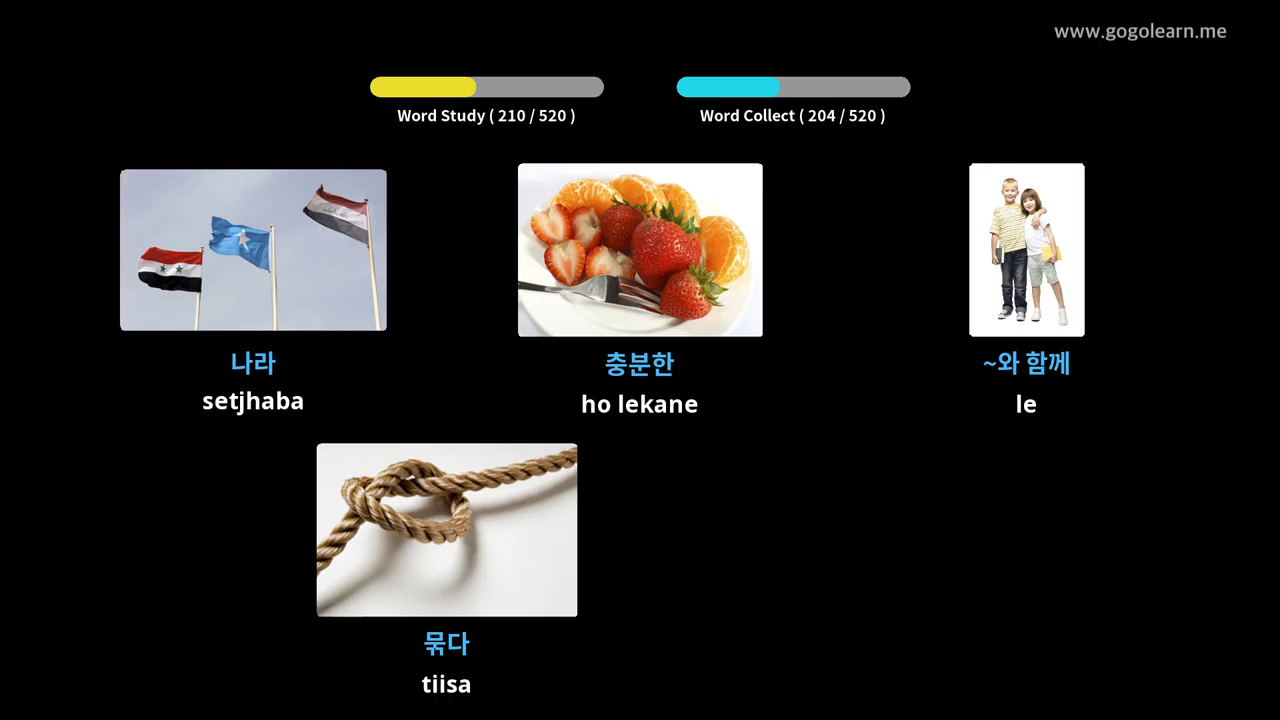 www.gogolearn.me
Word Study ( 210 / 520 )
Word Collect ( 204 / 520 )
나라
setjhaba
충분한
ho lekane
~와 함께
le
묶다
tiisa